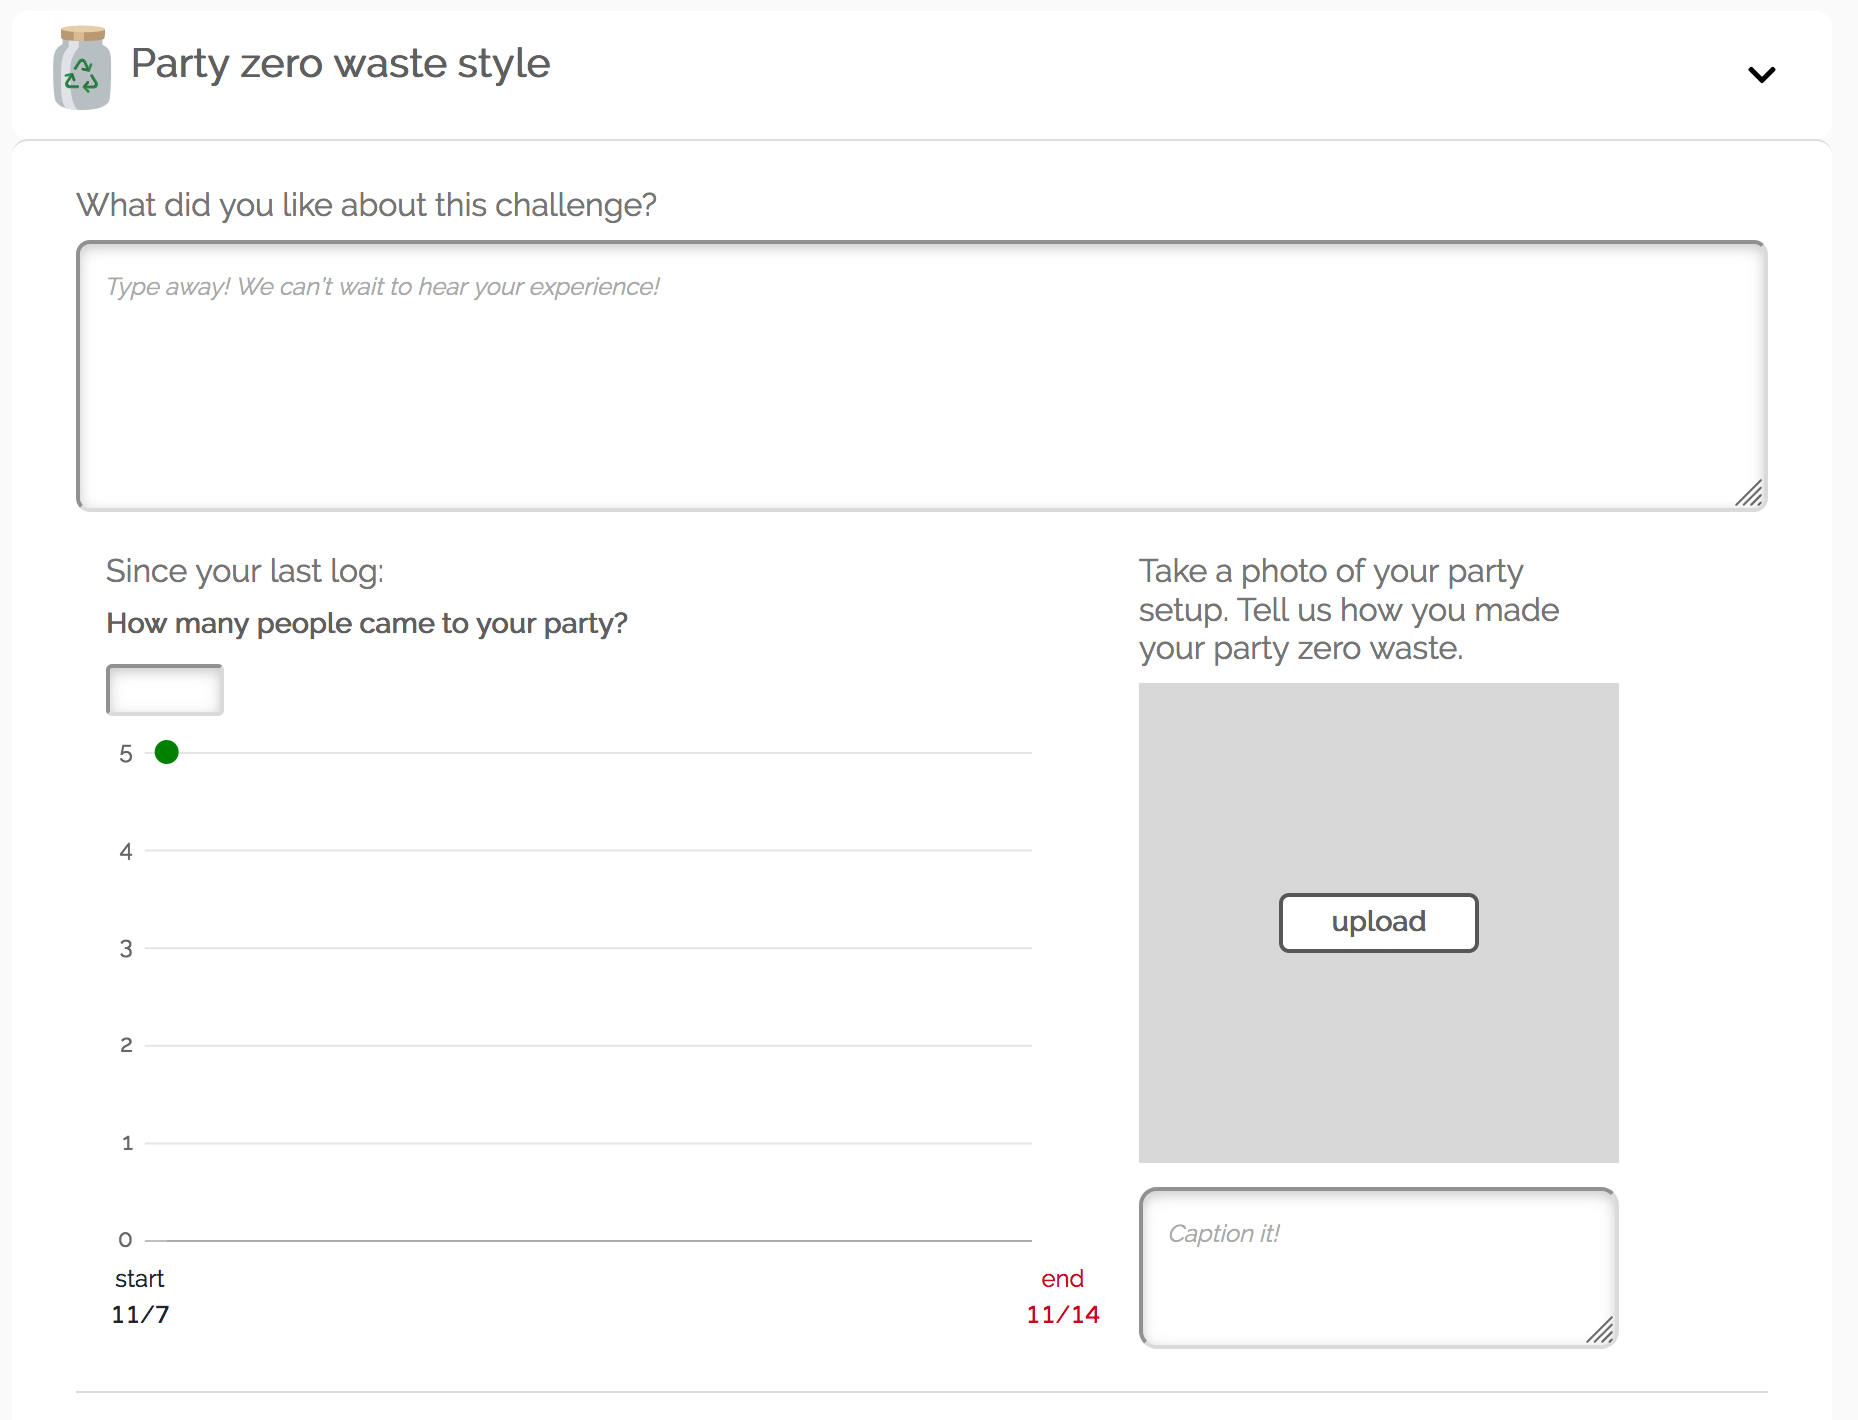 Party zero waste style
What did you like about this challenge?
Type away! We can't wait to hear your experience!
Since your last log:
How many people came to your party?
5
4
3
2
1
0
start
11/7
end
11/14
Take a photo of your party
setup. Tell us how you made
your party zero waste.
upload
Caption it!